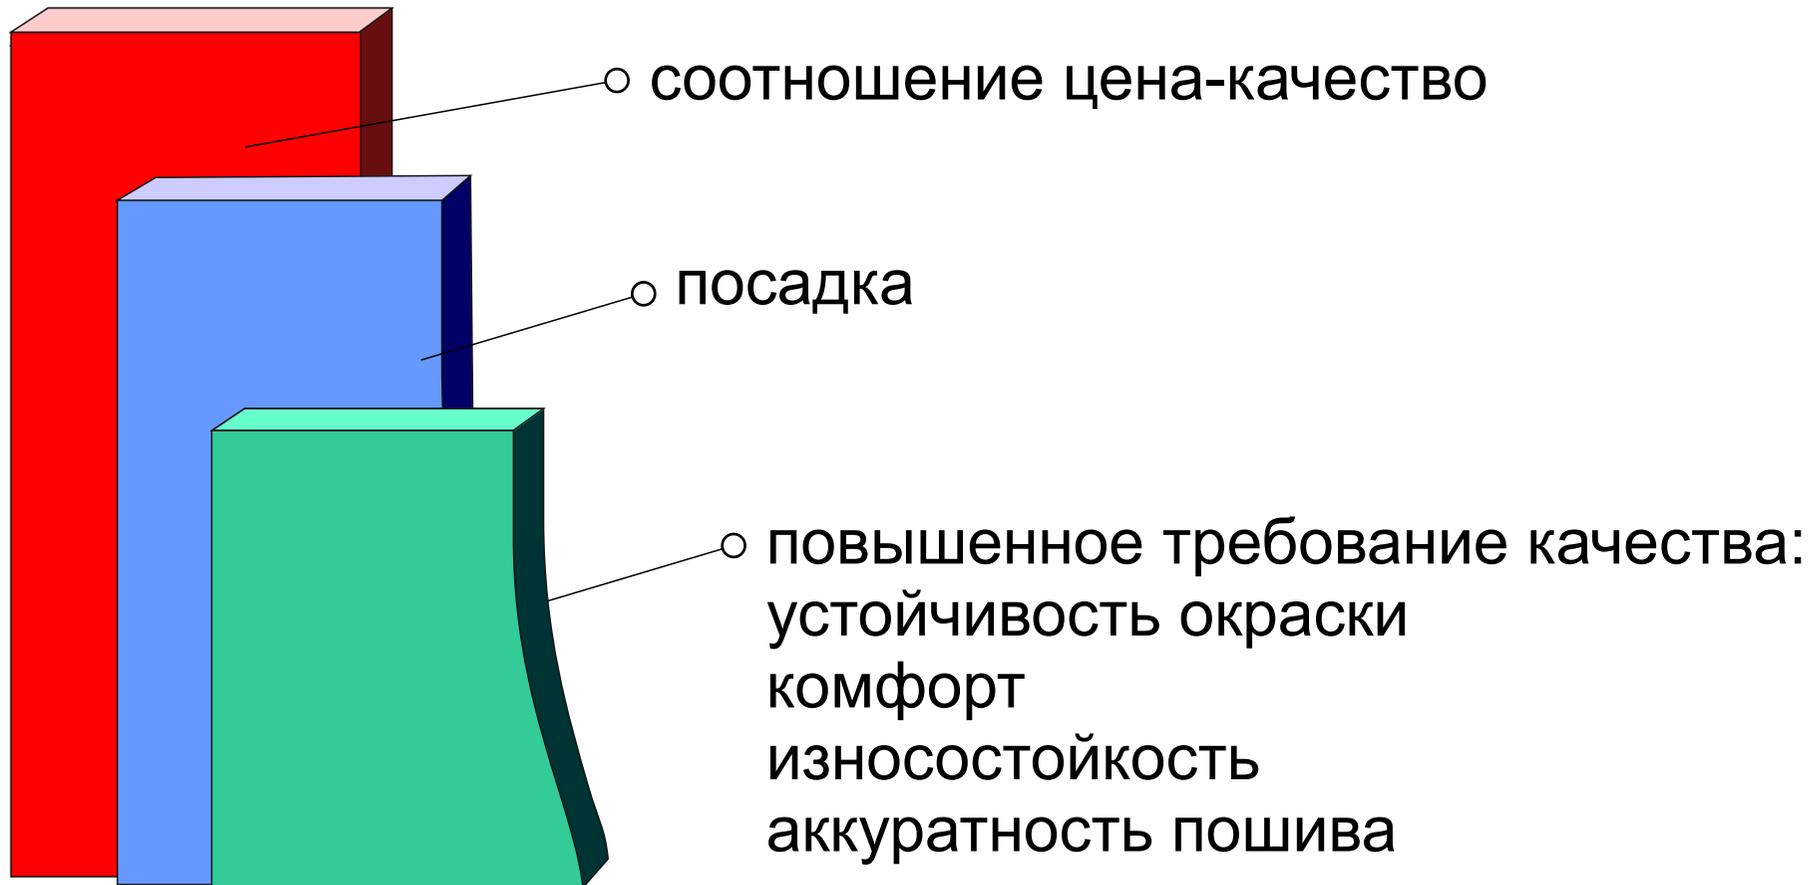 соотношение цена-качество
посадка
повышенное требование качества:
устойчивость окраски
комфорт
износостойкость
аккуратность пошива